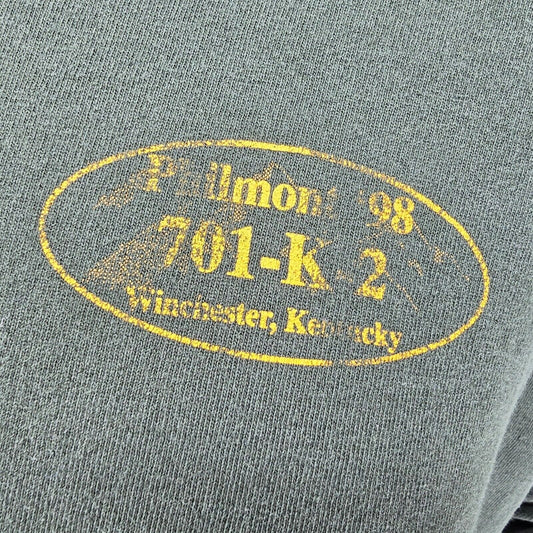 Philmont '98
701-K-2
Winchester, Kentucky